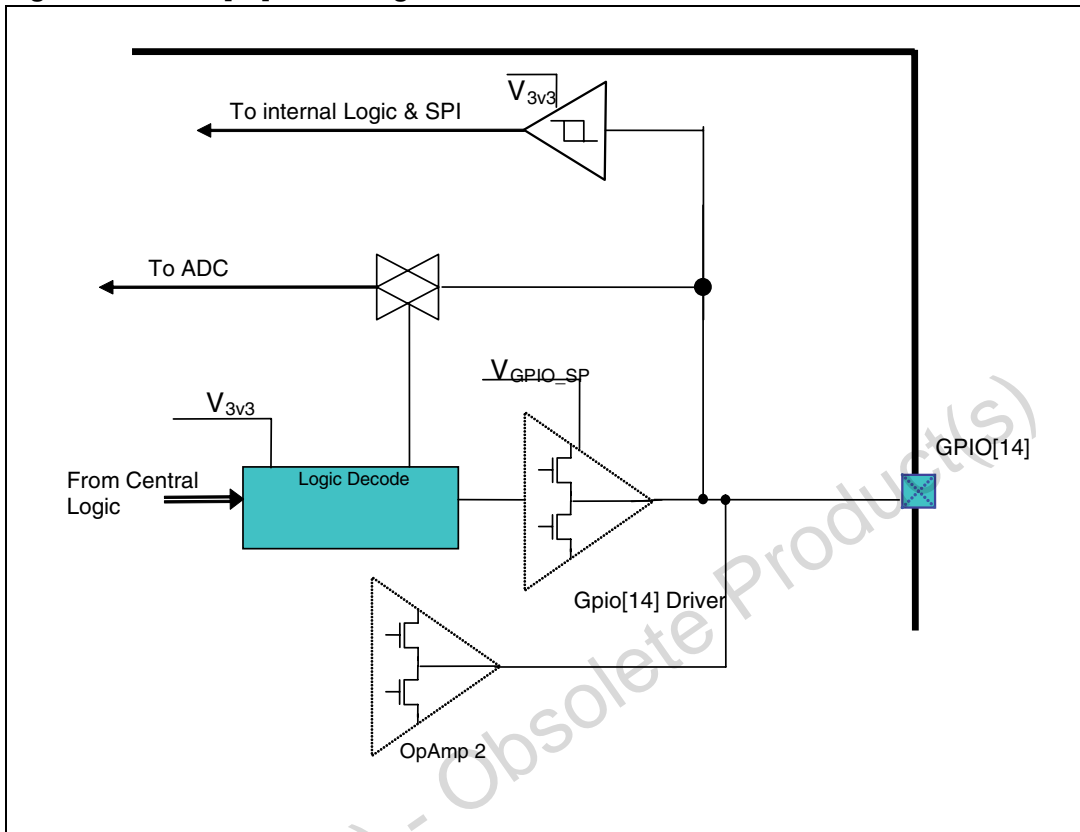 V3v3
To internal Logic & SPI
To ADC
VGPIO_SP
V3v3
GPIO[14]
From Central
Logic
Logic Decode
Gpio[14] Driver
OpAmp 2
) - Obsolete Product(s)